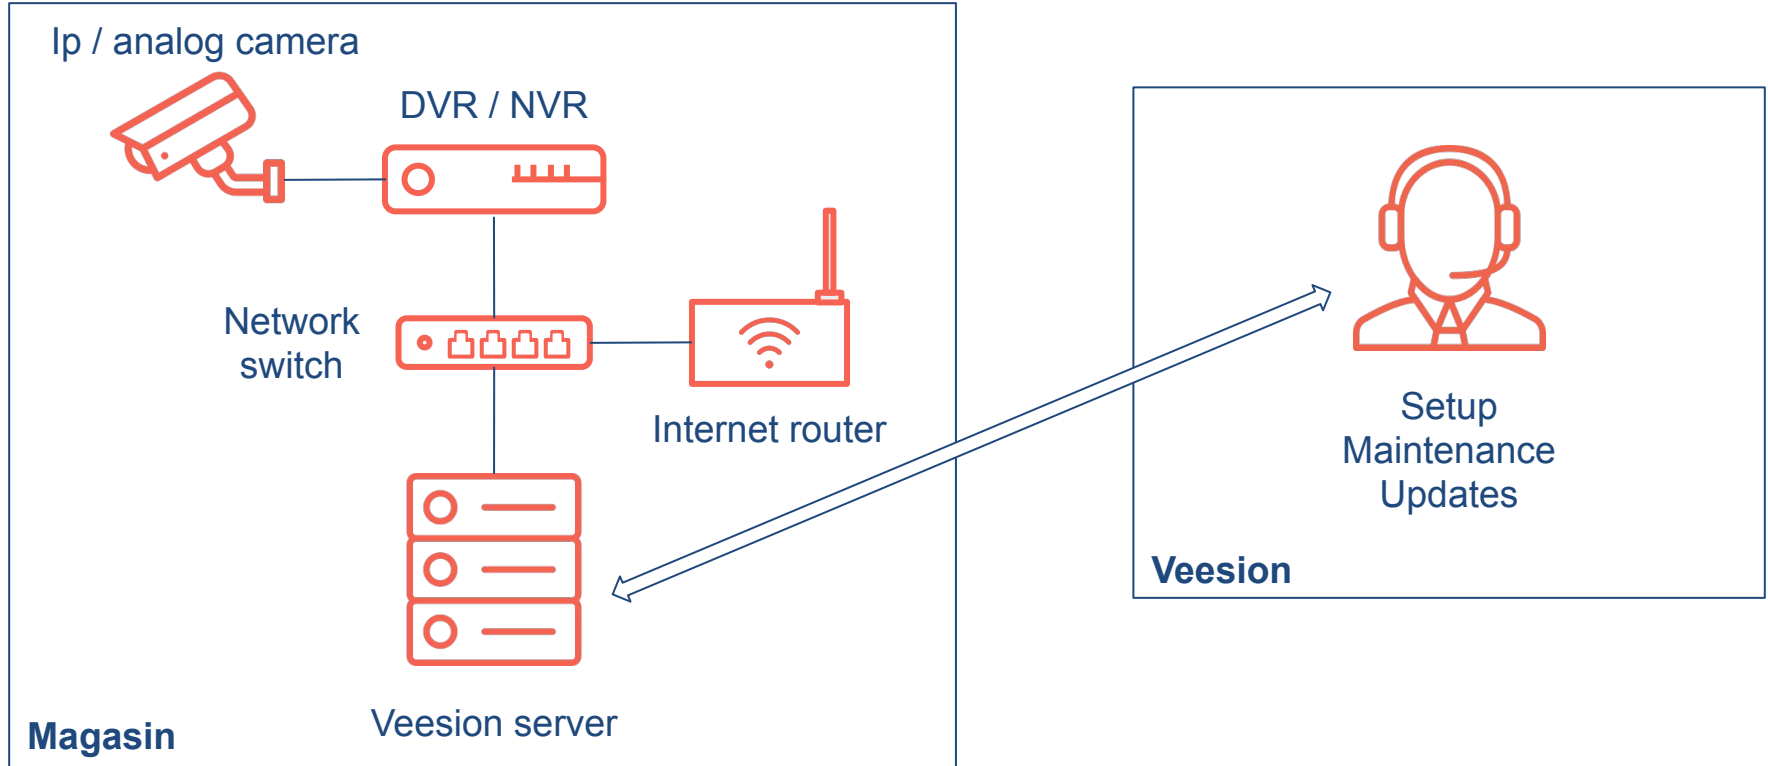 Ip / analog camera
DVR / NVR
Network
switch
Internet router
Veesion server
Magasin
Setup
Maintenance
Updates
Veesion